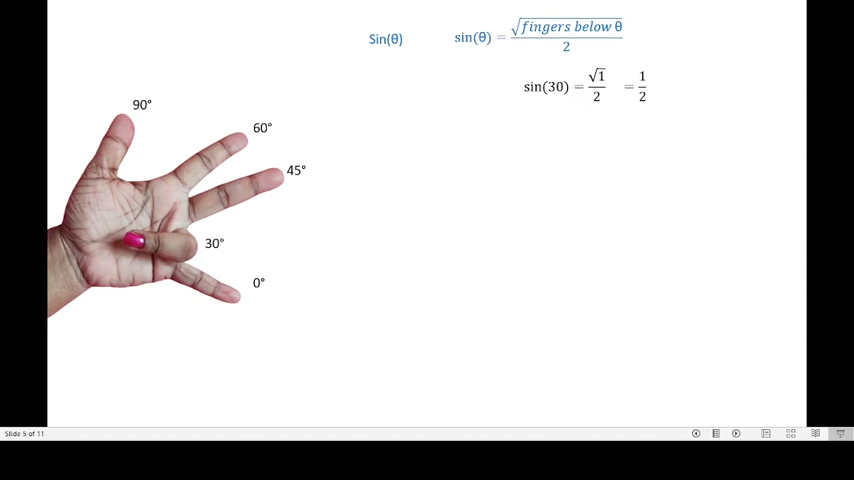 Sin(θ)
sin(θ) = √fingers below θ / 2
sin(30) = √1 / 2 = 1 / 2
90°
60°
45°
30°
0°
Slide 5 of 11